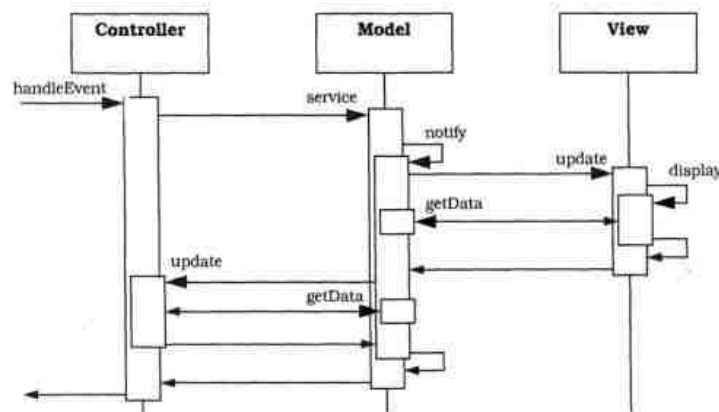 Controller
Model
View
handleEvent
service
notify
update
display
getData
update
getData